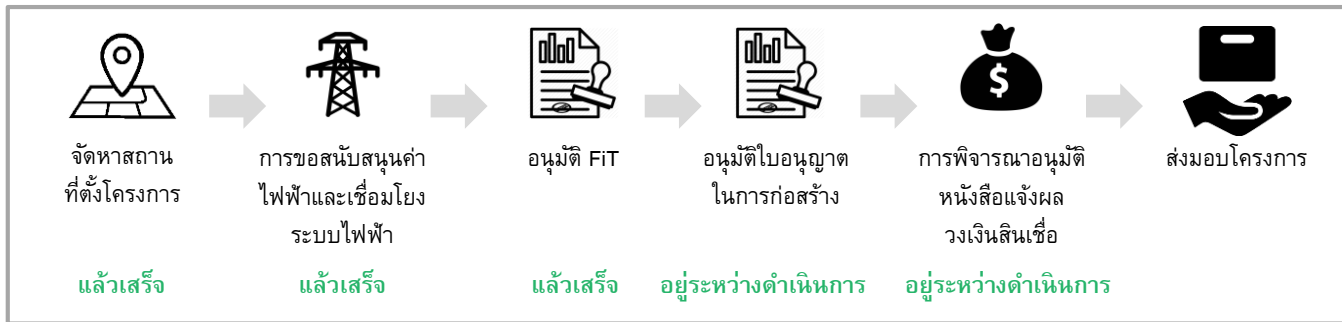 จัดหาสถาน
ที่ตั้งโครงการ
แล้วเสร็จ
การขอสนับสนุนค่า
ไฟฟ้าและเชื่อมโยง
ระบบไฟฟ้า
แล้วเสร็จ
อนุมัติ FiT
แล้วเสร็จ
อนุมัติใบอนุญาต
ในการก่อสร้าง
อยู่ระหว่างดำเนินการ
$
การพิจารณาอนุมัติ
หนังสือแจ้งผล
วงเงินสินเชื่อ
อยู่ระหว่างดำเนินการ
ส่งมอบโครงการ